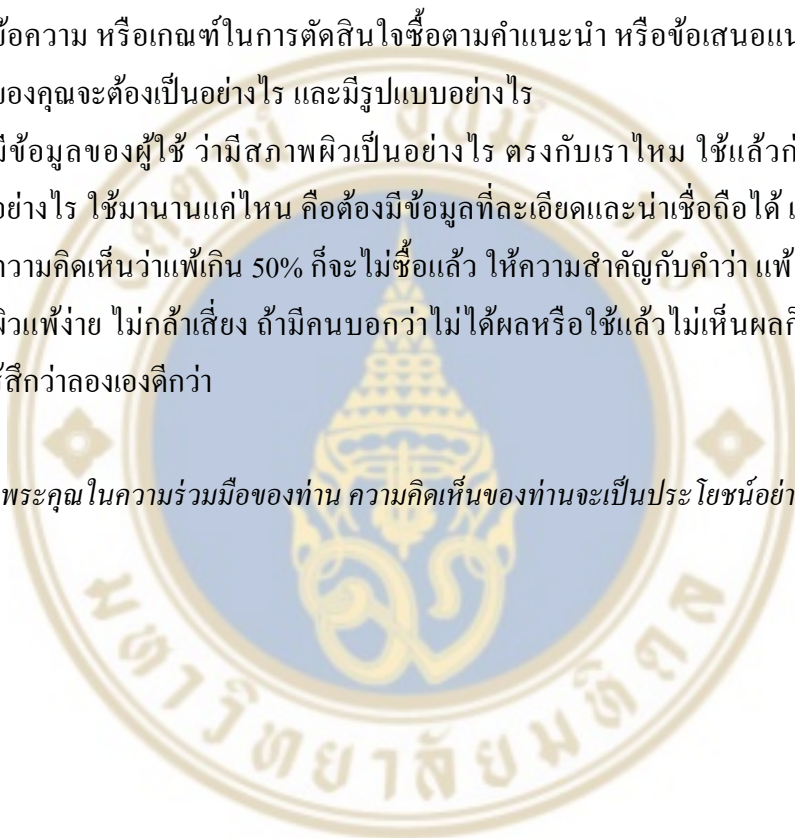 ข้อความ หรือเกณฑ์ในการตัดสินใจซื้อตามคำแนะนำ หรือข้อเสนอแน
ของคุณจะต้องเป็นอย่างไร และมีรูปแบบอย่างไร
มีข้อมูลของผู้ใช้ ว่ามีสภาพผิวเป็นอย่างไร ตรงกับเราไหม ใช้แล้วก่
อย่างไร ใช้มานานแค่ไหน คือต้องมีข้อมูลที่ละเอียดและน่าเชื่อถือได้
ความคิดเห็นว่าแพ้เกิน 50% ก็จะไม่ซื้อแล้ว ให้ความสำคัญกับคำว่า แพ้
ผิวแพ้ง่าย ไม่กล้าเสี่ยง ถ้ามีคนบอกว่าไม่ได้ผลหรือใช้แล้วไม่เห็นผลก็
รู้สึกว่าลองเองดีกว่า
พระคุณในความร่วมมือของท่าน ความคิดเห็นของท่านจะเป็นประโยชน์อย่า
มหาวิทยาลัยมหิดล